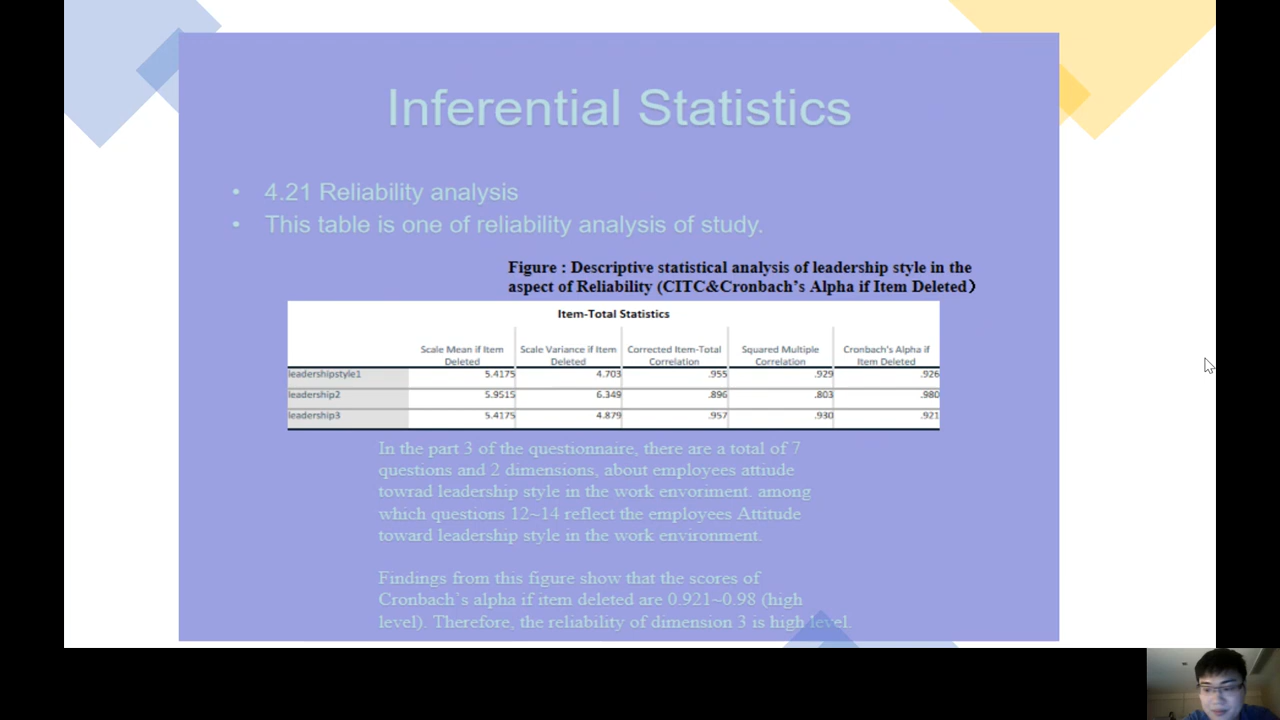 Inferential Statistics
• 4.21 Reliability analysis
• This table is one of reliability analysis of study.
Figure : Descriptive statistical analysis of leadership style in the
aspect of Reliability (CITC&Cronbach's Alpha if Item Deleted)
Item-Total Statistics
Scale Mean if Item Deleted Scale Variance if Item Deleted Corrected Item-Total Correlation Squared Multiple Correlation Cronbach's Alpha if Item Deleted
leadershipstyle1 5.4175 4.703 .955 .929 .926
leadership2 5.9515 6.349 .896 .803 .980
leadership3 5.4175 4.879 .957 .930 .921
In the part 3 of the questionnaire, there are a total of 7
questions and 2 dimensions, about employees attiude
towrad leadership style in the work envoriment. among
which questions 12~14 reflect the employees Attitude
toward leadership style in the work environment.
Findings from this figure show that the scores of
Cronbach`s alpha if item deleted are 0.921~0.98 (high
level). Therefore, the reliability of dimension 3 is high level.